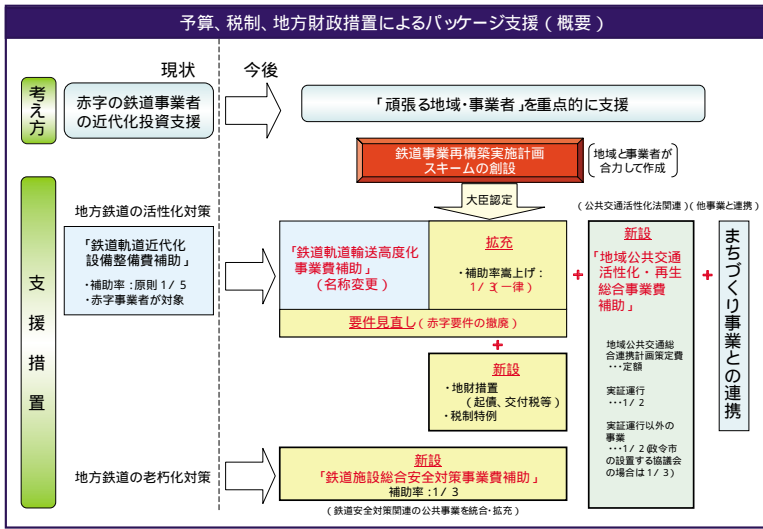 予算、税制、地方財政措置によるパッケージ支援(概要)
現状
今後
考え方
赤字の鉄道事業者
の近代化投資支援
「頑張る地域・事業者」を重点的に支援
鉄道事業再構築実施計画
スキームの創設
地域と事業者が
合力して作成
大臣認定
支援措置
地方鉄道の活性化対策
(公共交通活性化法関連)
(他事業と連携)
「鉄道軌道近代化
設備整備費補助」
・補助率:原則1/5
・赤字事業者が対象
「鉄道軌道輸送高度化
事業費補助」
(名称変更)
拡充
・補助率嵩上げ:
1/3(一律)
要件見直し(赤字要件の撤廃)
+
新設
・地財措置
(起債、交付税等)
・税制特例
+
新設
「地域公共交通
活性化・再生
総合事業費
補助」
地域公共交通総
合連携計画策定費
・・・定額
実証運行
・・・1/2
実証運行以外の
事業
・・・1/2(政令市
の設置する協議会
の場合は1/3)
+
まちづくり事業との連携
地方鉄道の老朽化対策
新設
「鉄道施設総合安全対策事業費補助」
補助率:1/3
(鉄道安全対策関連の公共事業を統合・拡充)